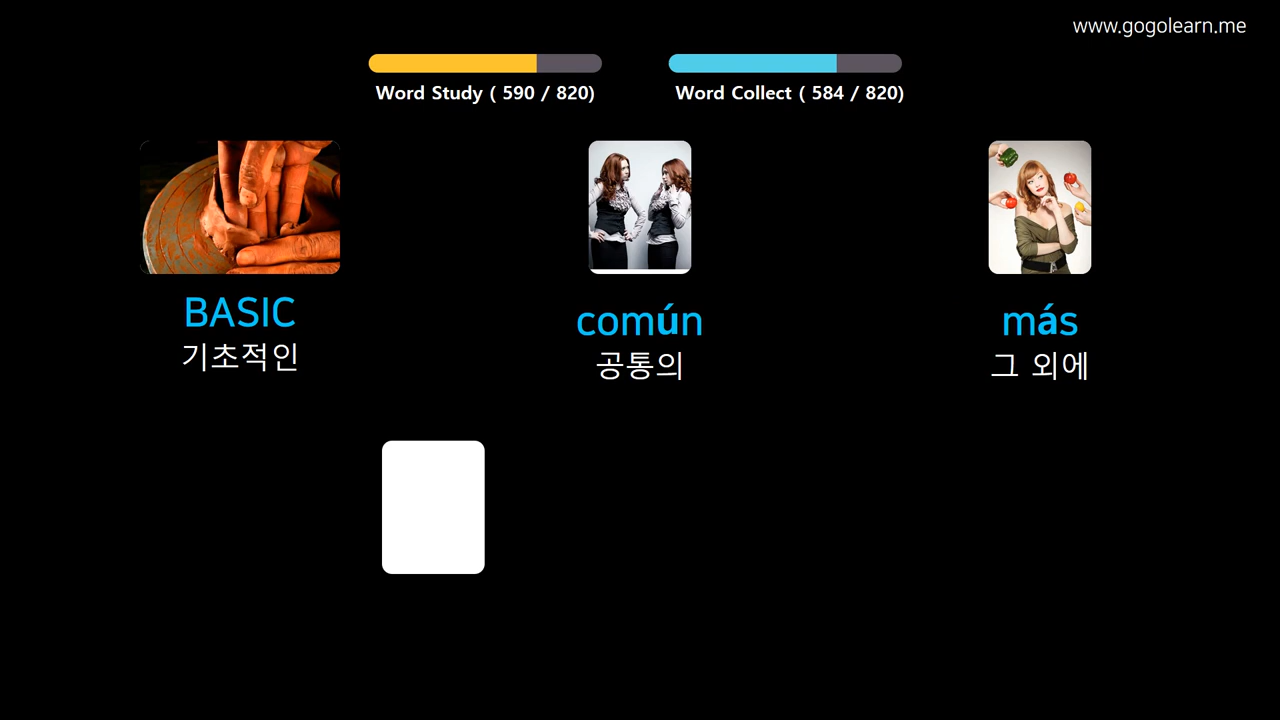 www.gogolearn.me
Word Study ( 590 / 820)
Word Collect ( 584 / 820)
BASIC
기초적인
común
공통의
más
그 외에